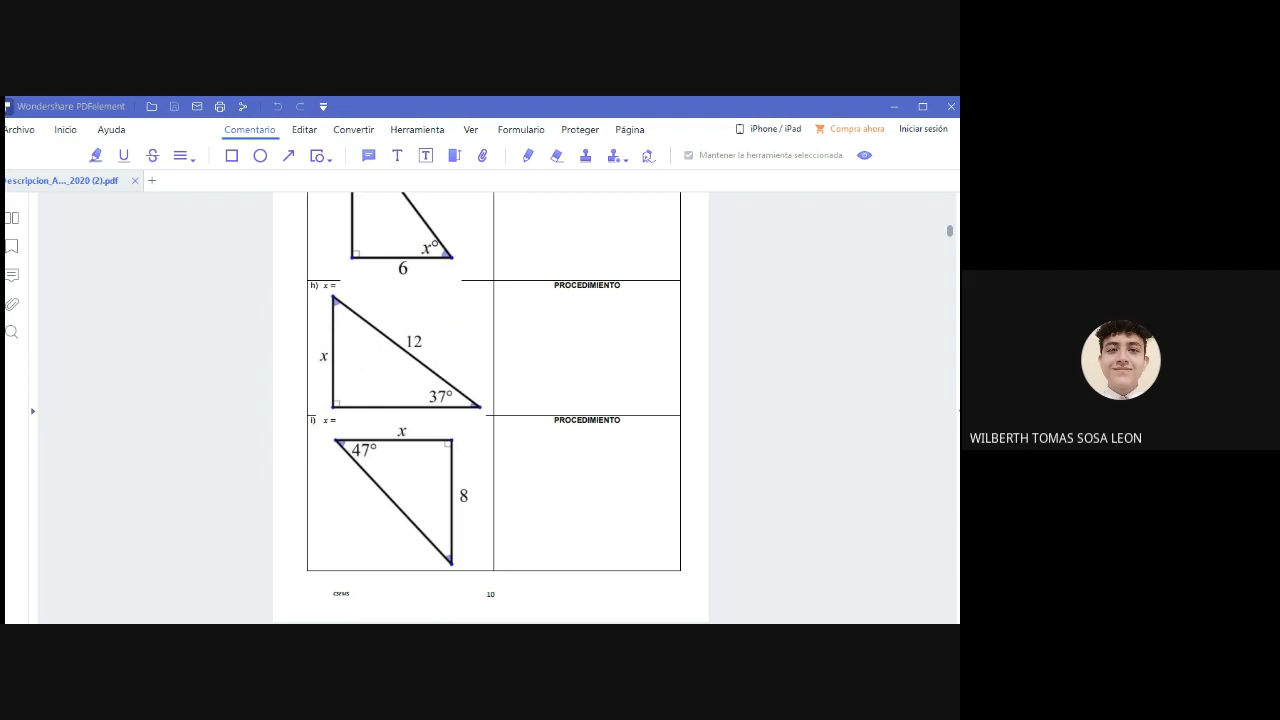 Wondershare PDFelement
Archivo Inicio Ayuda Comentario Editar Convertir Herramienta Ver Formulario Proteger Página iPhone / iPad Compra ahora Iniciar sesión
T T Mantener la herramienta seleccionada
escripcion_A..._2020 (2).pdf
x°
6
h) x = PROCEDIMIENTO
12
x
37°
i) x = PROCEDIMIENTO
x
47°
8
WILBERTH TOMAS SOSA LEON
CSEMS 10